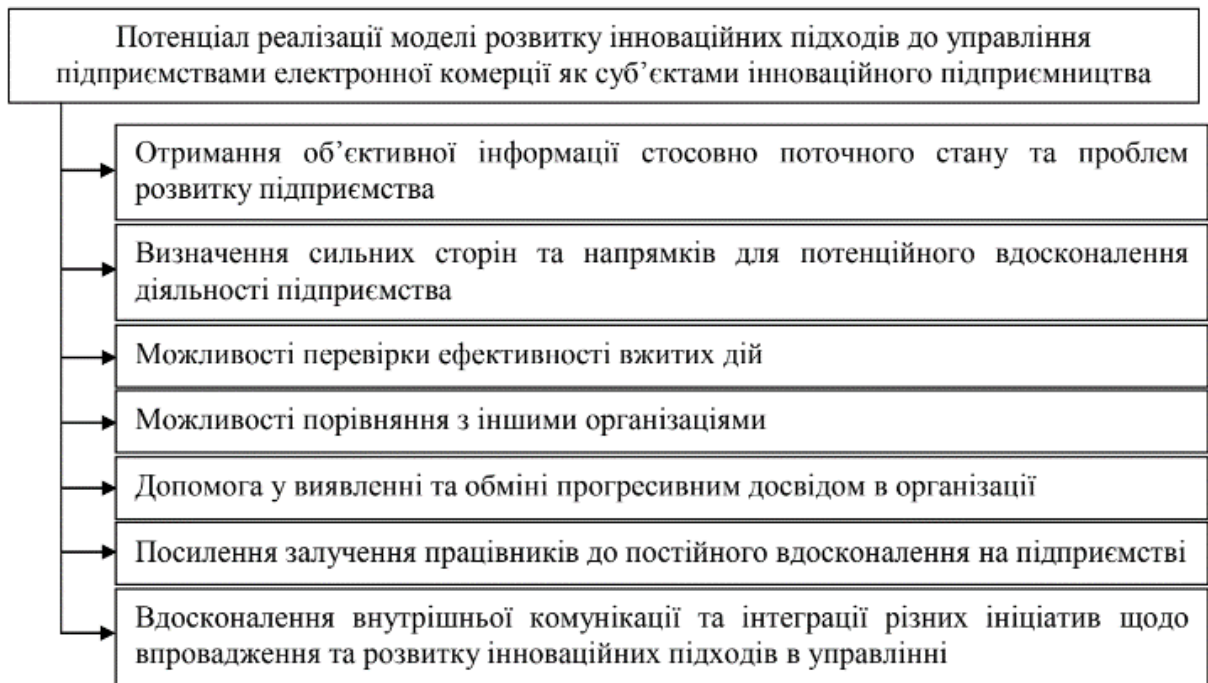 Потенціал реалізації моделі розвитку інноваційних підходів до управління
підприємствами електронної комерції як суб’єктами інноваційного підприємництва
Отримання об’єктивної інформації стосовно поточного стану та проблем
розвитку підприємства
Визначення сильних сторін та напрямків для потенційного вдосконалення
діяльності підприємства
Можливості перевірки ефективності вжитих дій
Можливості порівняння з іншими організаціями
Допомога у виявленні та обміні прогресивним досвідом в організації
Посилення залучення працівників до постійного вдосконалення на підприємстві
Вдосконалення внутрішньої комунікації та інтеграції різних ініціатив щодо
впровадження та розвитку інноваційних підходів в управлінні